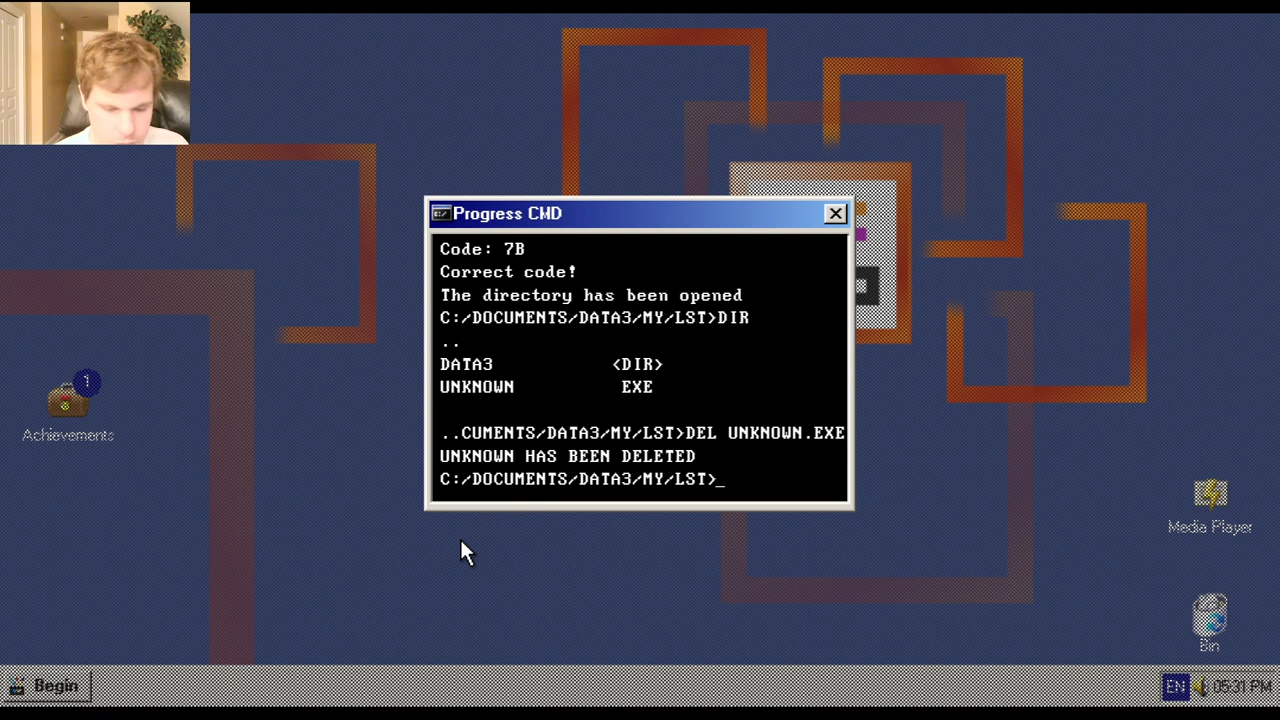 Progress CMD
Code: 7B
Correct code!
The directory has been opened
C:/DOCUMENTS/DATA3/MY/LST>DIR
..
DATA3 <DIR>
UNKNOWN EXE
..CUMENTS/DATA3/MY/LST>DEL UNKNOWN.EXE
UNKNOWN HAS BEEN DELETED
C:/DOCUMENTS/DATA3/MY/LST>_
1
Achievements
Media Player
Bin
Begin
EN 05:31 PM